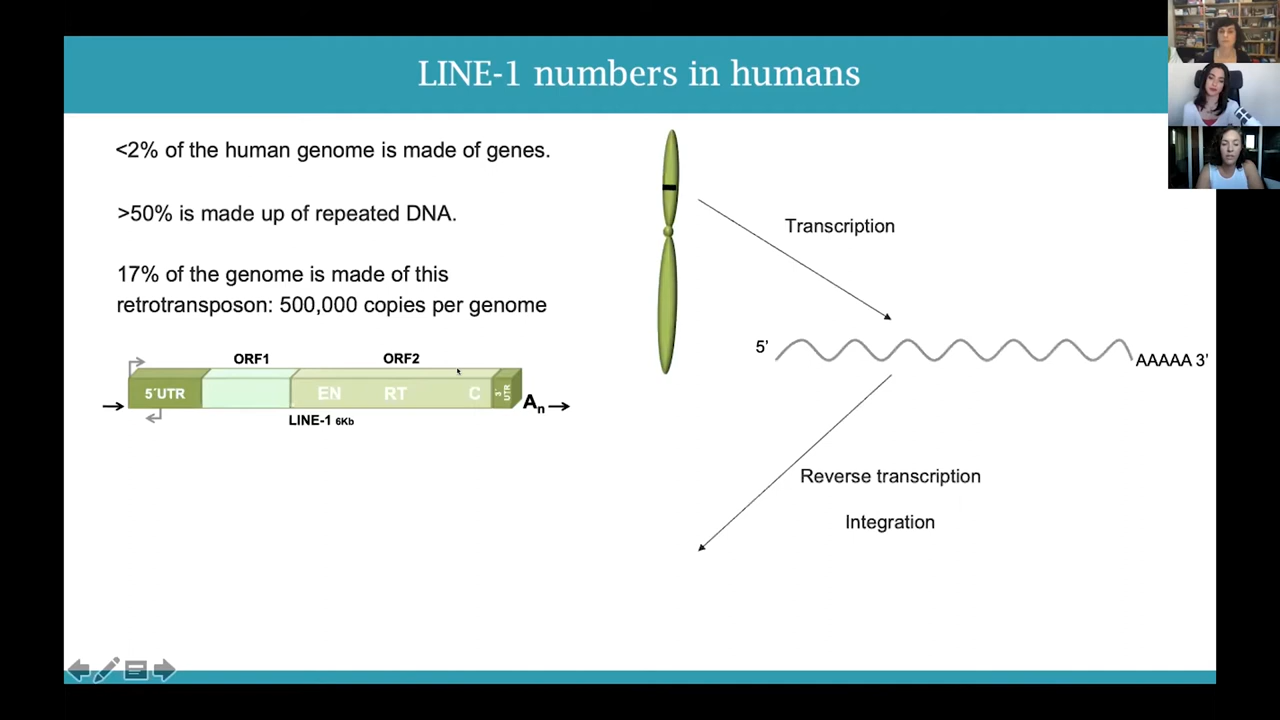 LINE-1 numbers in humans
<2% of the human genome is made of genes.
>50% is made up of repeated DNA.
17% of the genome is made of this
retrotransposon: 500,000 copies per genome
ORF1
ORF2
5´UTR
EN
RT
C
3´ UTR
An
LINE-1 6Kb
Transcription
5’
AAAAA 3’
Reverse transcription
Integration